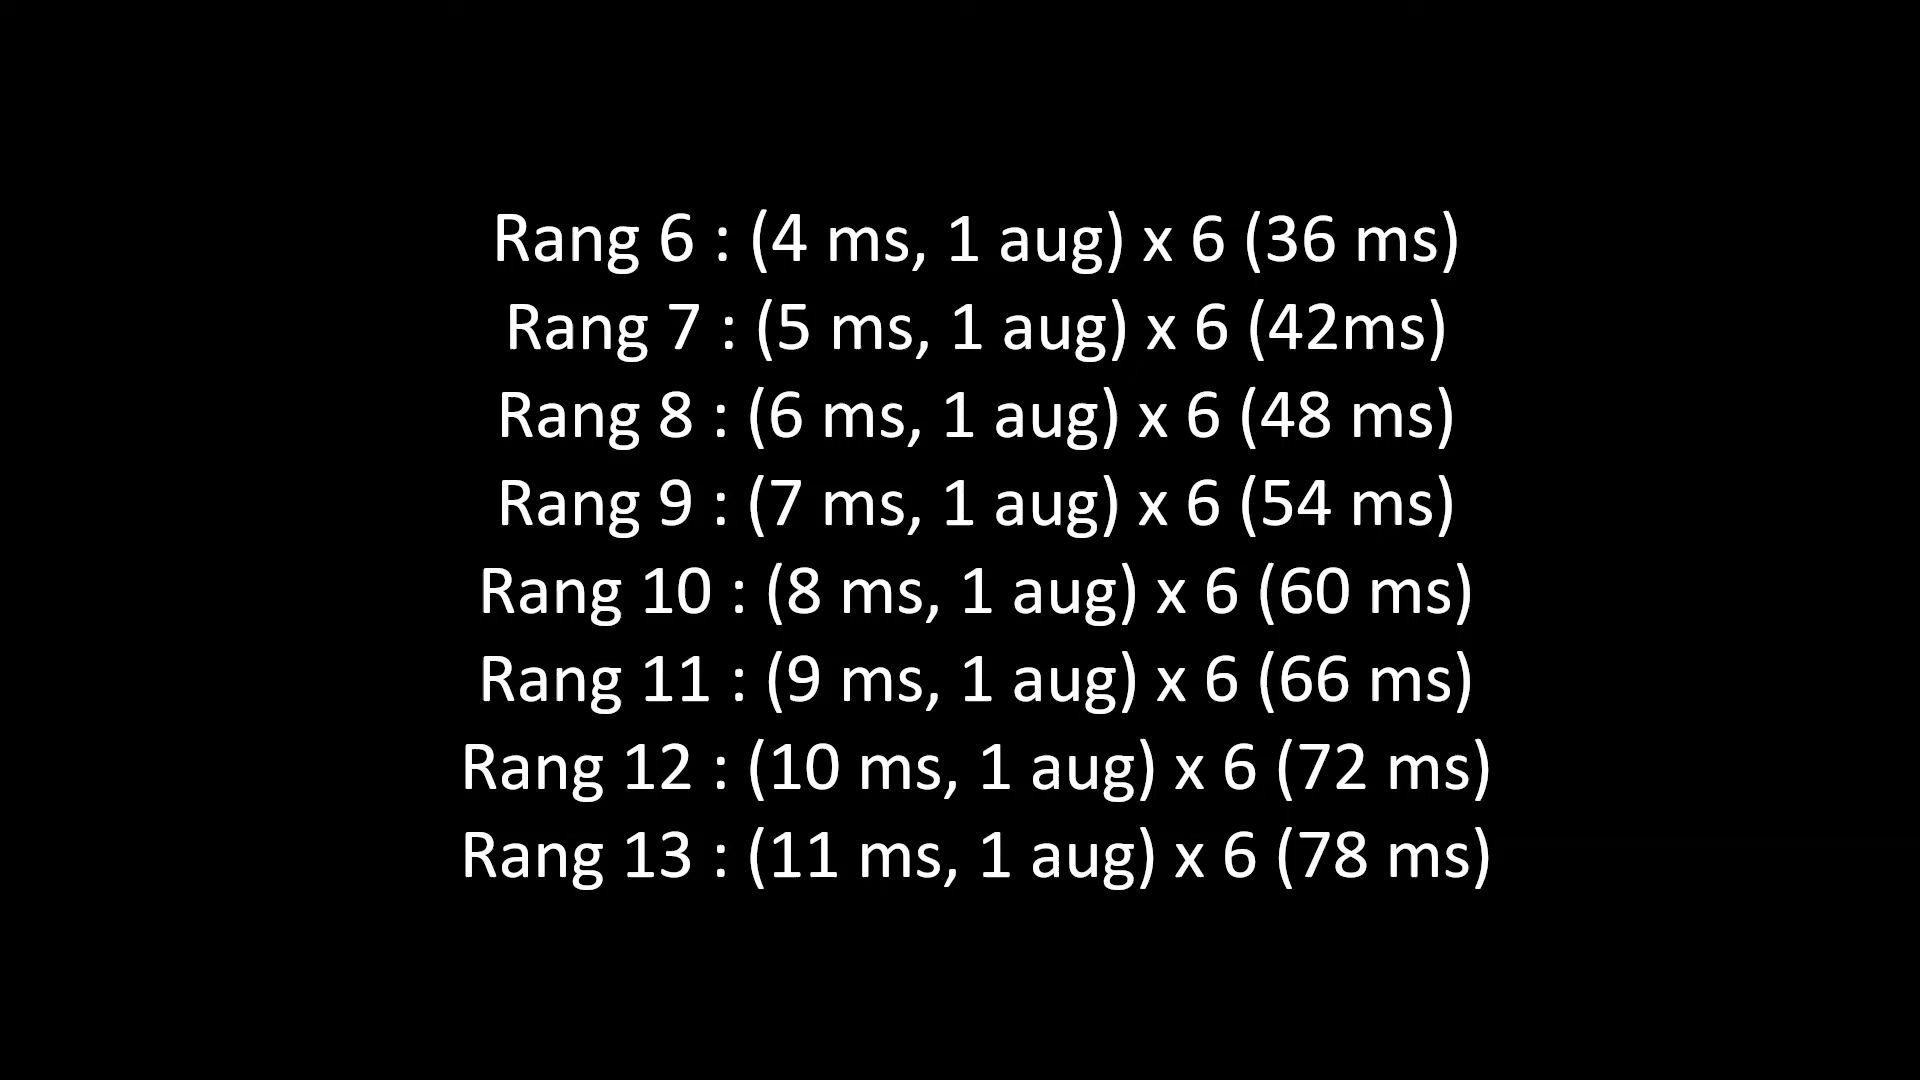 Rang 6 : (4 ms, 1 aug) x 6 (36 ms)
Rang 7 : (5 ms, 1 aug) x 6 (42ms)
Rang 8 : (6 ms, 1 aug) x 6 (48 ms)
Rang 9 : (7 ms, 1 aug) x 6 (54 ms)
Rang 10 : (8 ms, 1 aug) x 6 (60 ms)
Rang 11 : (9 ms, 1 aug) x 6 (66 ms)
Rang 12 : (10 ms, 1 aug) x 6 (72 ms)
Rang 13 : (11 ms, 1 aug) x 6 (78 ms)